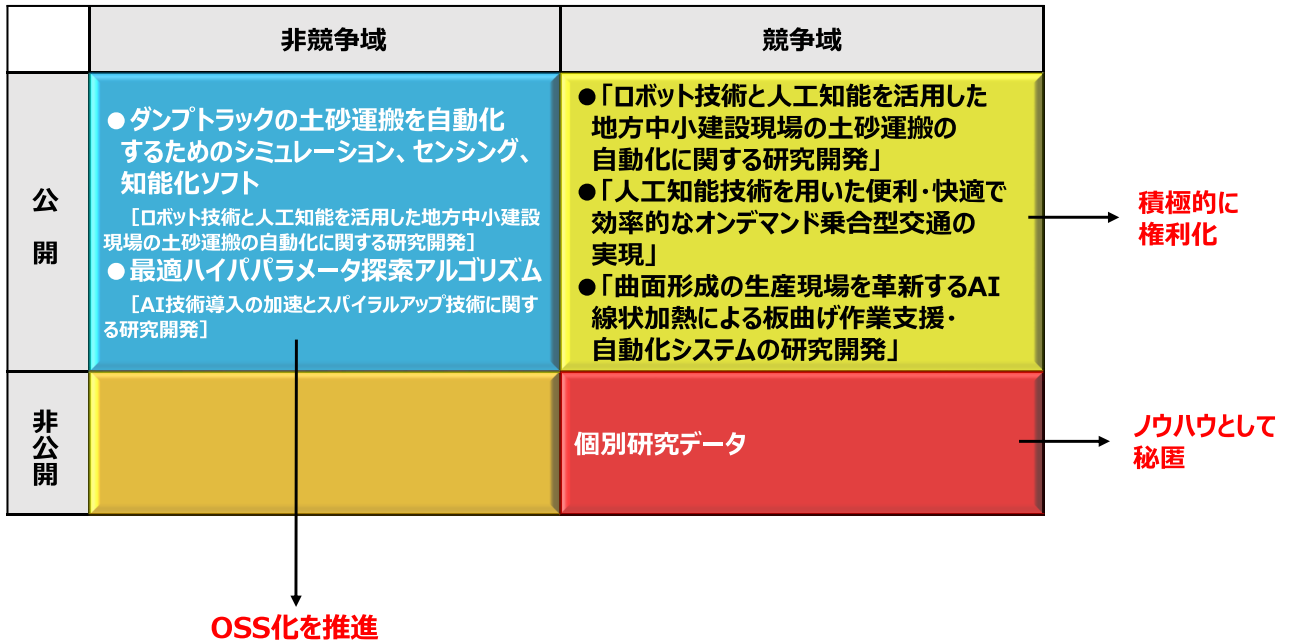 非競争域
競争域
公
開
●ダンプトラックの土砂運搬を自動化
するためのシミュレーション、センシング、
知能化ソフト
［ロボット技術と人工知能を活用した地方中小建設
現場の土砂運搬の自動化に関する研究開発］
●最適ハイパパラメータ探索アルゴリズム
［AI技術導入の加速とスパイラルアップ技術に関す
る研究開発］
●「ロボット技術と人工知能を活用した
地方中小建設現場の土砂運搬の
自動化に関する研究開発」
●「人工知能技術を用いた便利・快適で
効率的なオンデマンド乗合型交通の
実現」
●「曲面形成の生産現場を革新するAI
線状加熱による板曲げ作業支援・
自動化システムの研究開発」
積極的に
権利化
非
公
開
個別研究データ
ノウハウとして
秘匿
OSS化を推進